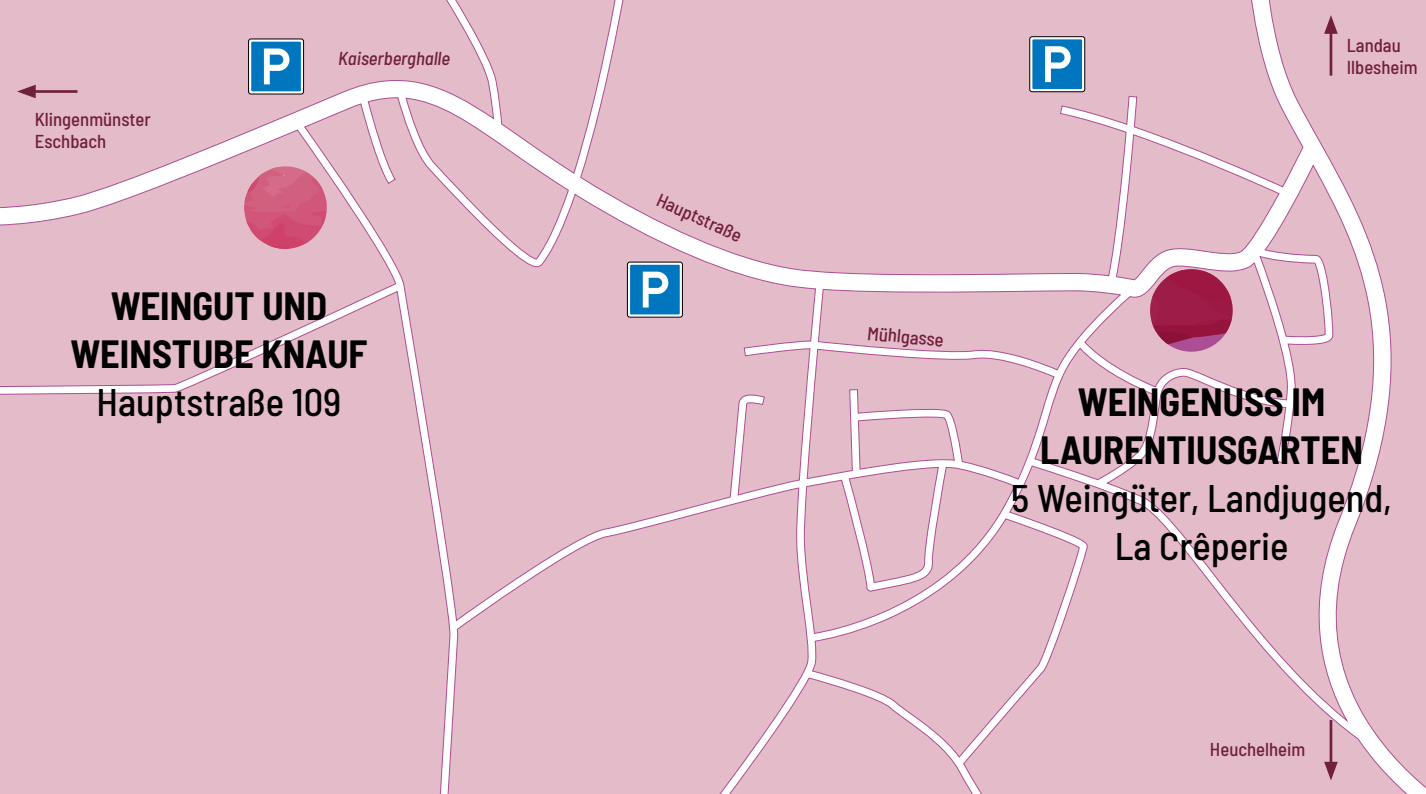 P
Kaiserberghalle
P
Landau
Ilbesheim
Klingenmünster
Eschbach
Hauptstraße
P
Mühlgasse
WEINGUT UND
WEINSTUBE KNAUF
Hauptstraße 109
WEINGENUSS IM
LAURENTIUSGARTEN
5 Weingüter, Landjugend,
La Crêperie
Heuchelheim